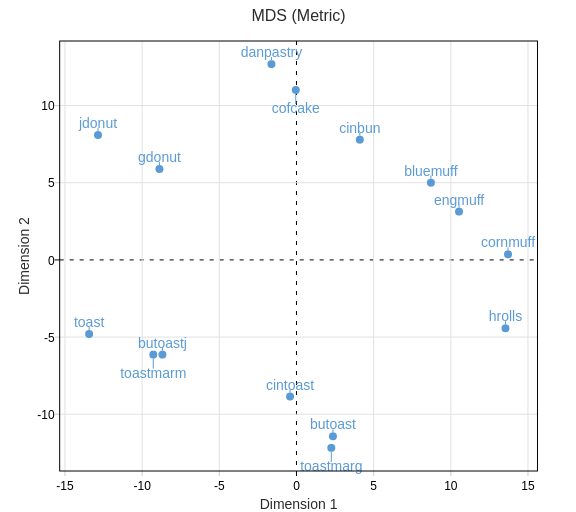 MDS (Metric)
danpastry
cofcake
jdonut
cinbun
gdonut
bluemuff
engmuff
cornmuff
hrolls
toast
butoastj
toastmarm
cintoast
butoast
toastmarg
10
5
0
-5
-10
Dimension 2
-15
-10
-5
0
5
10
15
Dimension 1